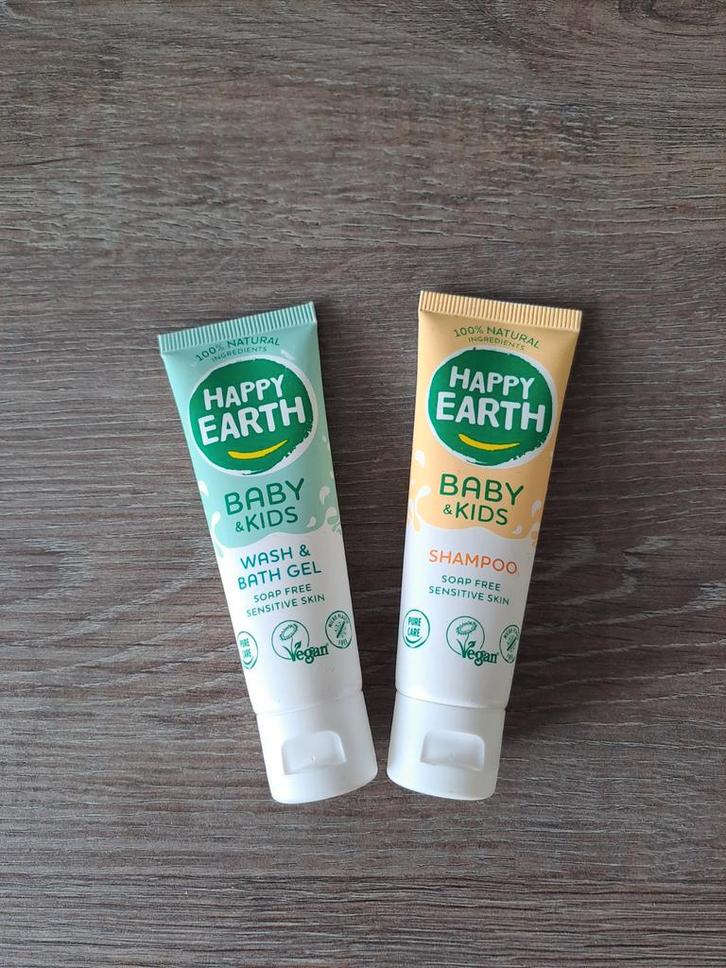 100% NATURAL
INGREDIENTS
HAPPY
EARTH
BABY
&KIDS
WASH &
BATH GEL
SOAP FREE
SENSITIVE SKIN
PURE
CARE
Vegan
100% NATURAL
INGREDIENTS
HAPPY
EARTH
BABY
&KIDS
SHAMPOO
SOAP FREE
SENSITIVE SKIN
PURE
CARE
Vegan